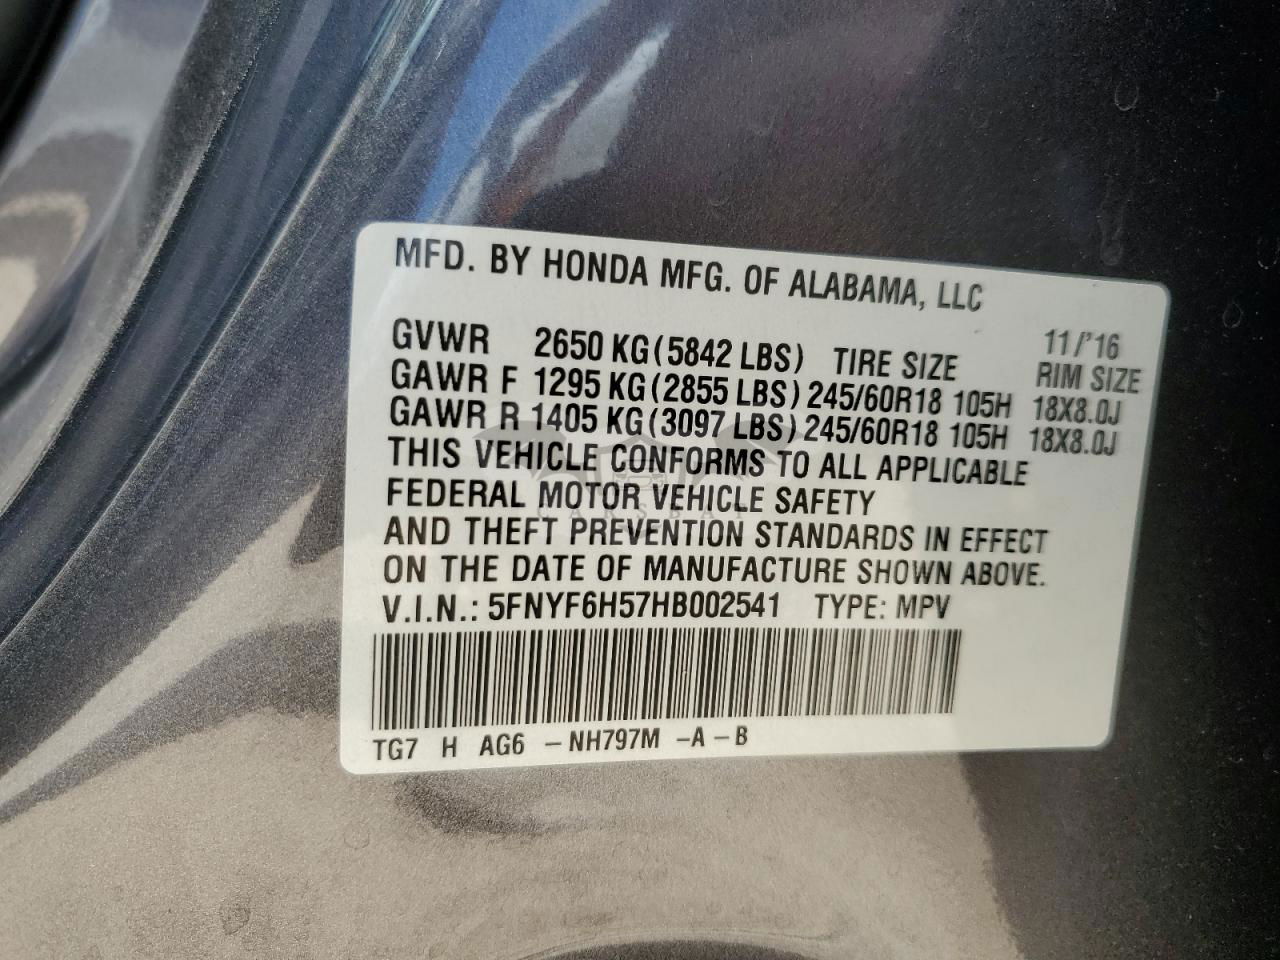 MFD. BY HONDA MFG. OF ALABAMA, LLC
11/'16
GVWR 2650 KG (5842 LBS) TIRE SIZE RIM SIZE
GAWR F 1295 KG (2855 LBS) 245/60R18 105H 18X8.0J
GAWR R 1405 KG (3097 LBS) 245/60R18 105H 18X8.0J
THIS VEHICLE CONFORMS TO ALL APPLICABLE
FEDERAL MOTOR VEHICLE SAFETY
CARSBAT
AND THEFT PREVENTION STANDARDS IN EFFECT
ON THE DATE OF MANUFACTURE SHOWN ABOVE.
V.I.N.: 5FNYF6H57HB002541 TYPE: MPV
TG7 H AG6 – NH797M –A – B